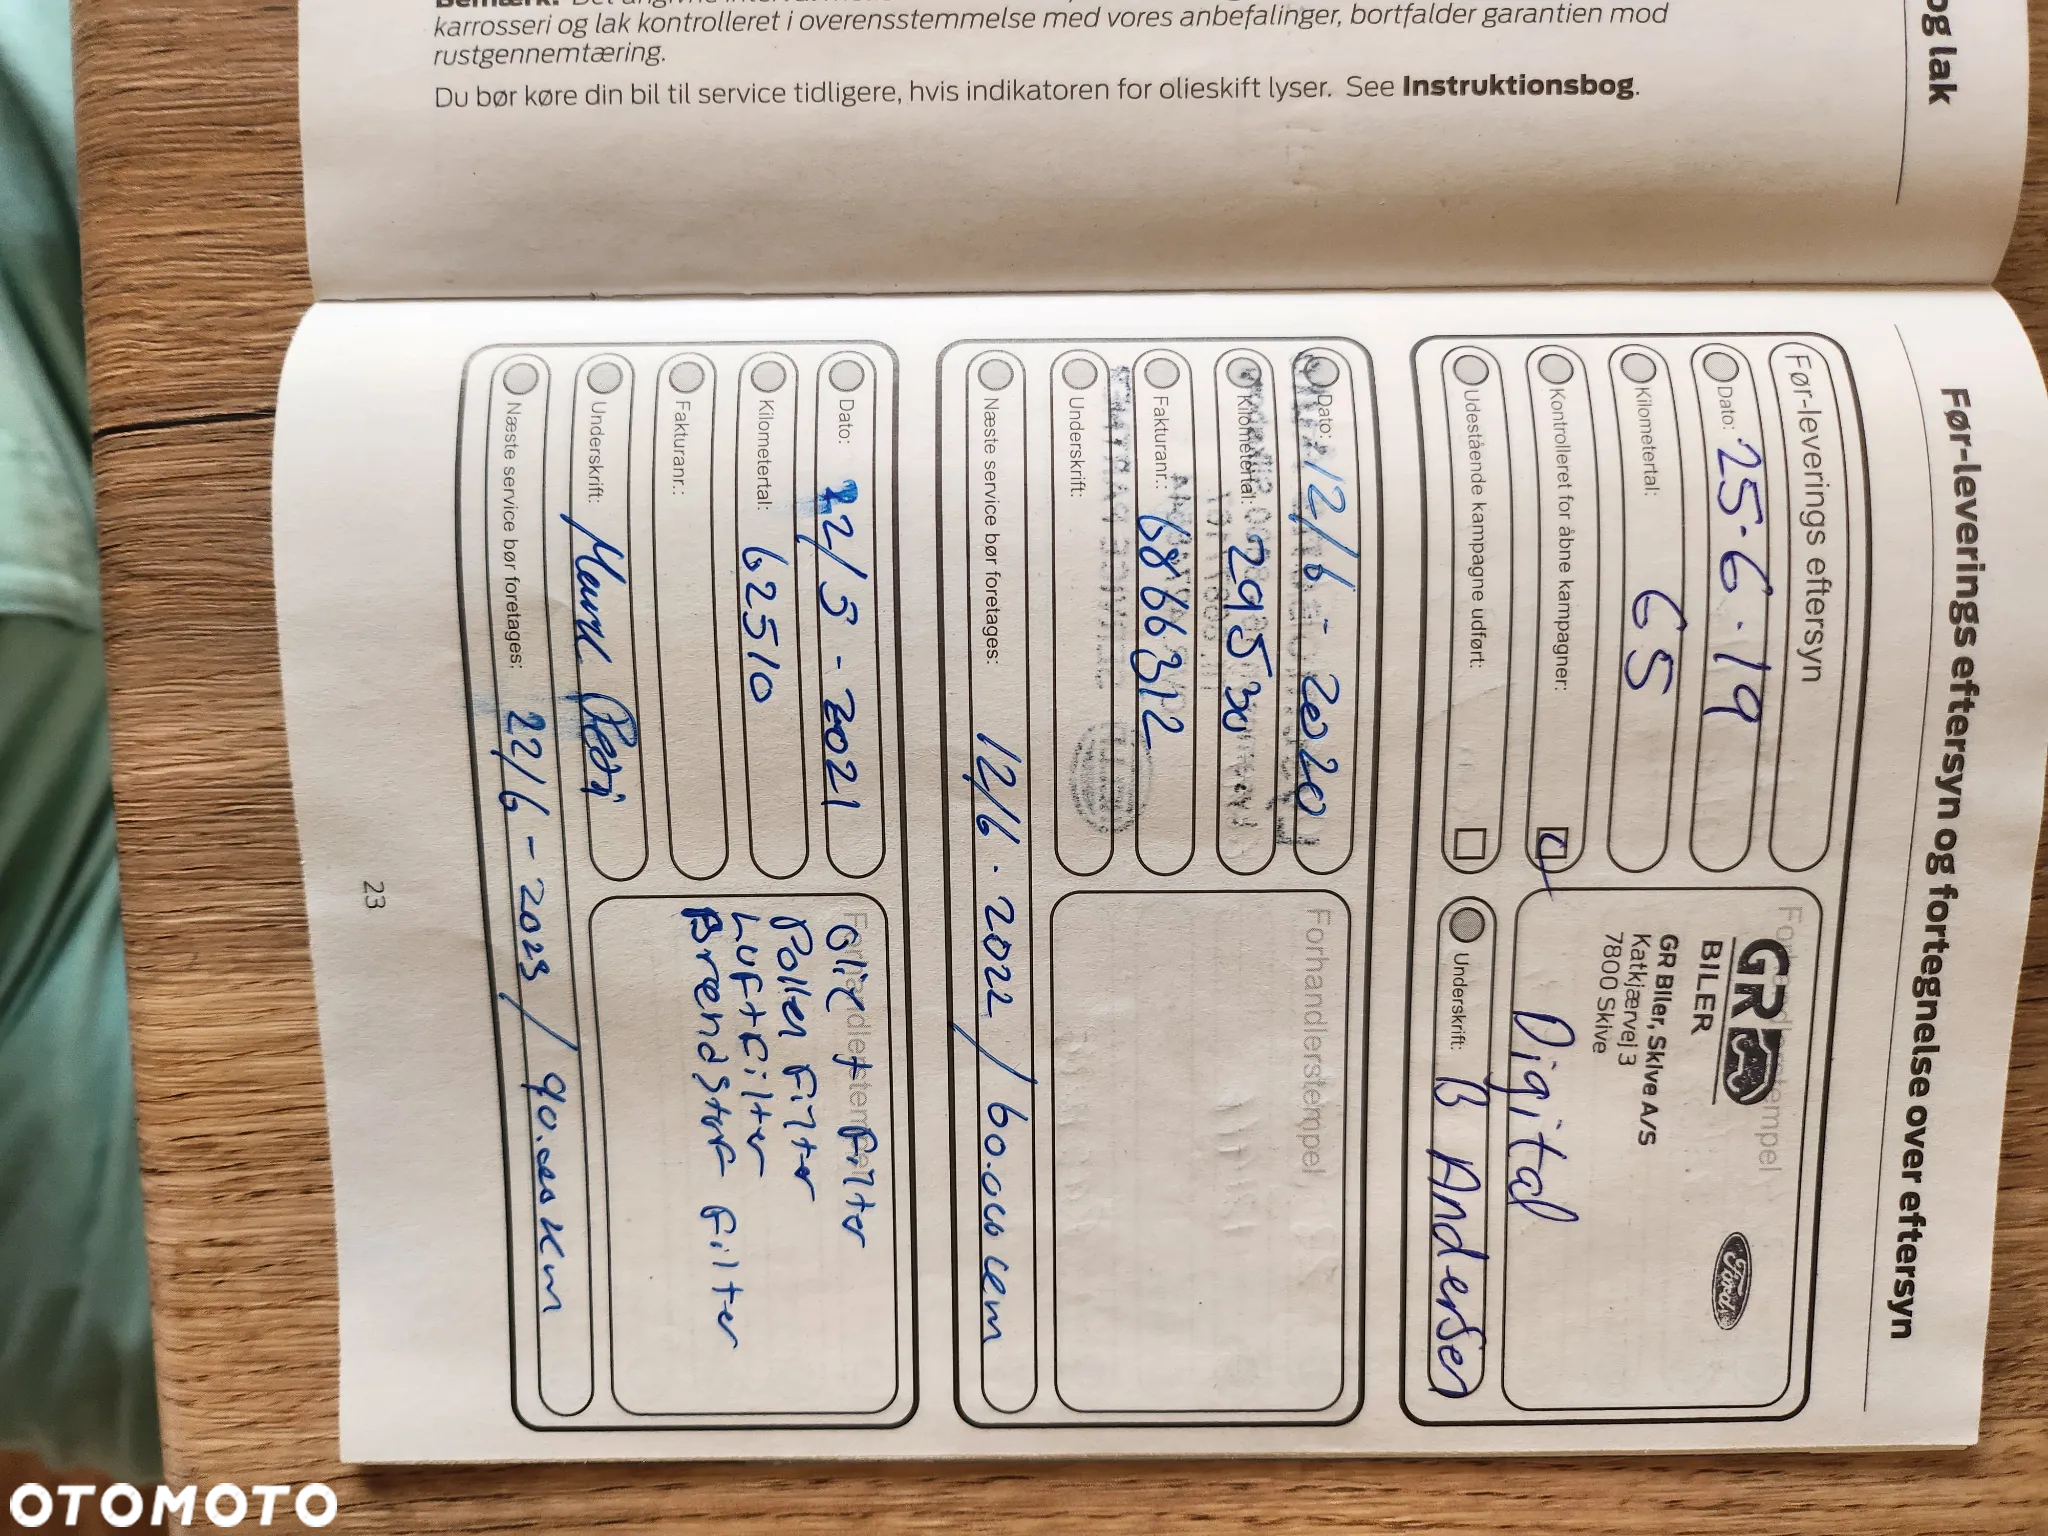 karrosseri og lak kontrolleret i overensstemmelse med vores anbefalinger, bortfalder garantien mod
rustgennemtæring.
Du bør køre din bil til service tidligere, hvis indikatoren for olieskift lyser. See Instruktionsbog.
og lak
Før-leverings eftersyn og fortegnelse over eftersyn
Før-leverings eftersyn
Dato: 25.6.19
Kilometertal: 65
Kontrolleret for åbne kampagner:
Udestående kampagne udført:
Forhandlerstempel
GR
BILER
GR Biler, Skive A/S
Katkjærvej 3
7800 Skive
Ford
Digital
Underskrift: B Andersen
Dato: 12/6 - 2020
Kilometertal: 29530
Fakturanr.: 6866312
Underskrift:
Forhandlerstempel
Næste service bør foretages: 12/6. 2022 / 60.000 km
Dato: 22/5 - 2021
Kilometertal: 62510
Fakturanr.:
Underskrift:
Forhandlerstempel
Olie + Filter
Pollen Filter
Luft Filter
Brendstof Filter
Næste service bør foretages: 22/6 - 2023 / 90.000 km
23
OTOMOTO